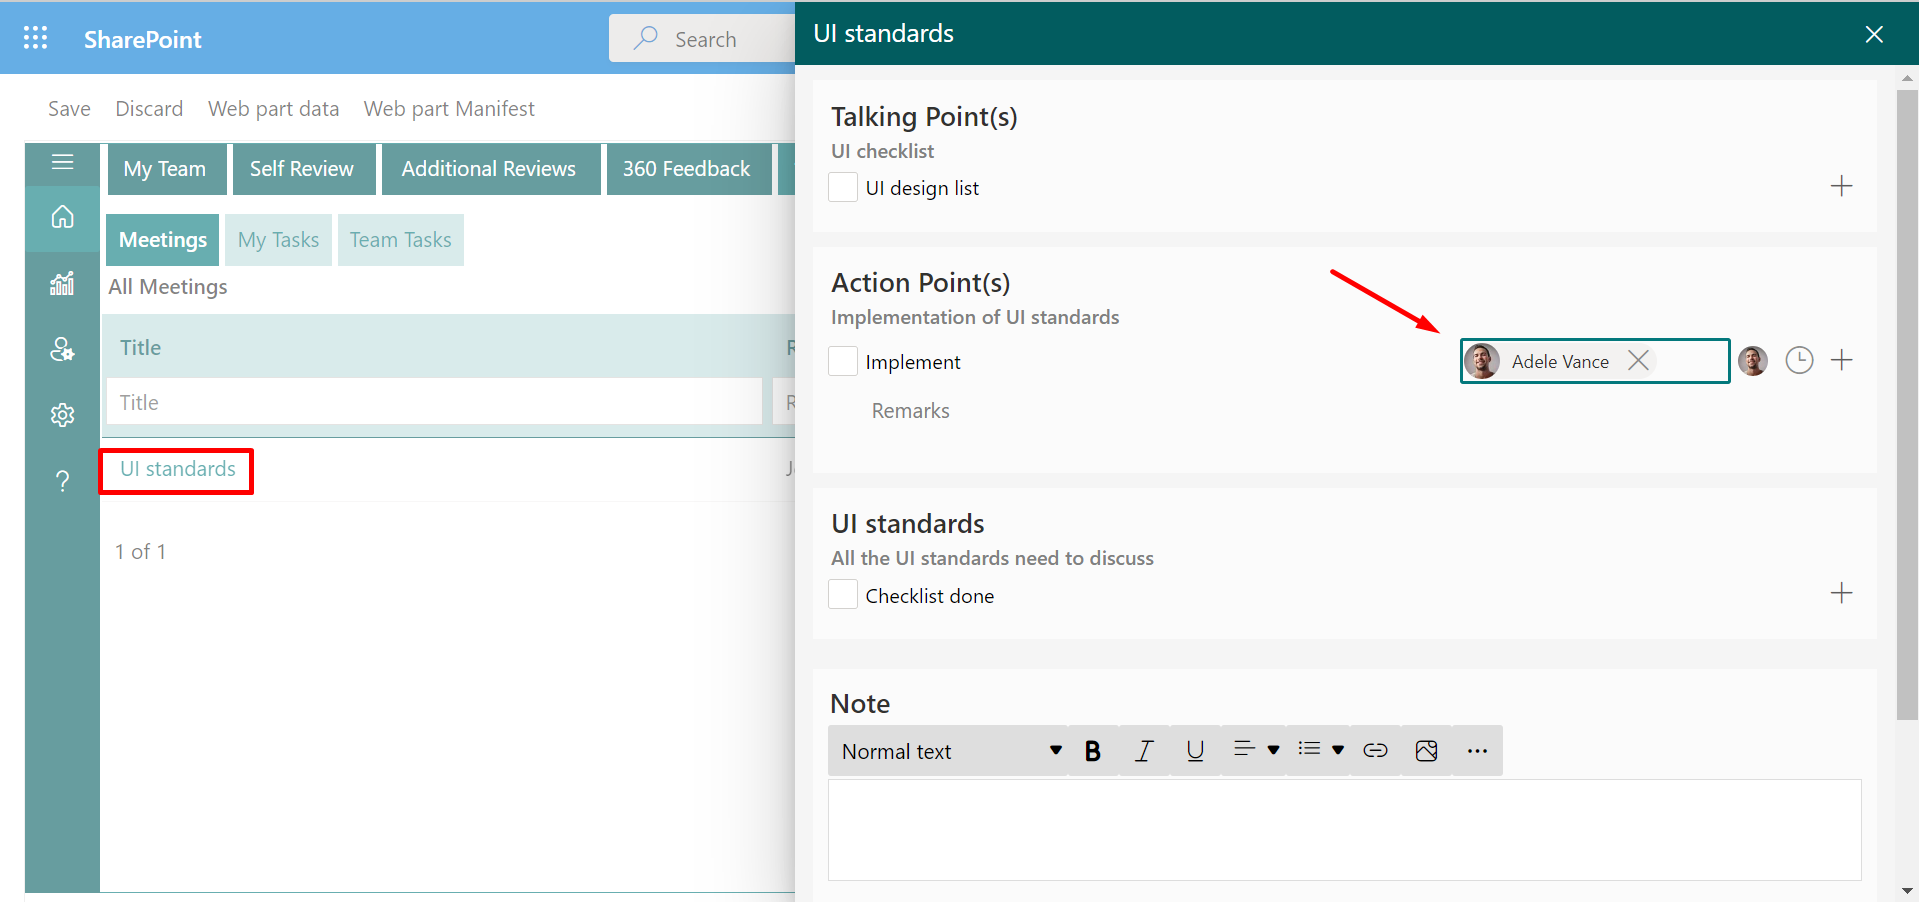 SharePoint
Search
Save Discard Web part data Web part Manifest
My Team Self Review Additional Reviews 360 Feedback
Meetings My Tasks Team Tasks
All Meetings
Title
Title
UI standards
1 of 1
?
UI standards
Talking Point(s)
UI checklist
UI design list
Action Point(s)
Implementation of UI standards
Implement Adele Vance
Remarks
UI standards
All the UI standards need to discuss
Checklist done
Note
Normal text B I U